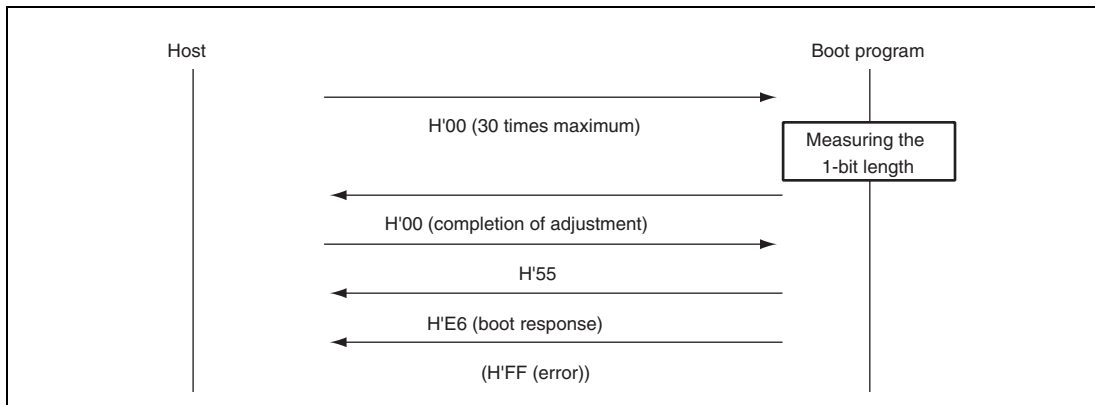 Host
Boot program
H'00 (30 times maximum)
Measuring the
1-bit length
H'00 (completion of adjustment)
H'55
H'E6 (boot response)
(H'FF (error))